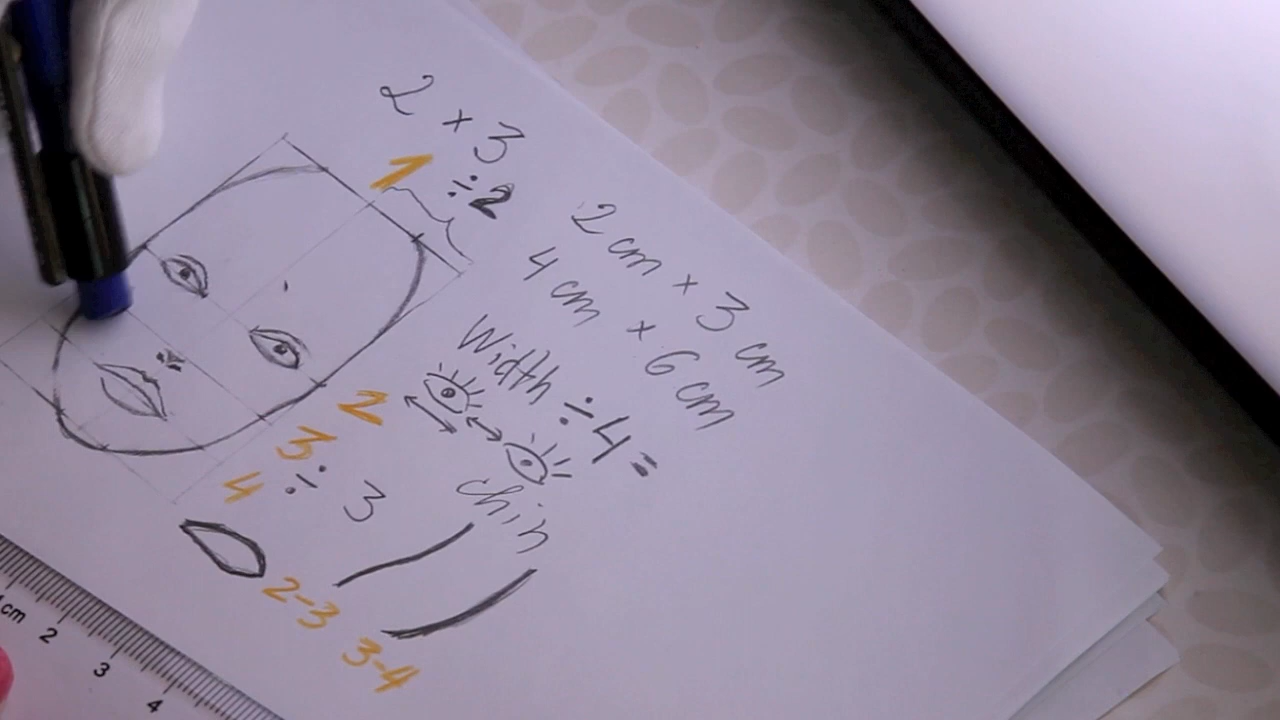 2 × 3
1 ÷2
2 cm × 3 cm
4 cm × 6 cm
Width ÷ 4 =
2
3
4 ÷ 3
chin
2-3
3-4
cm 2 3 4